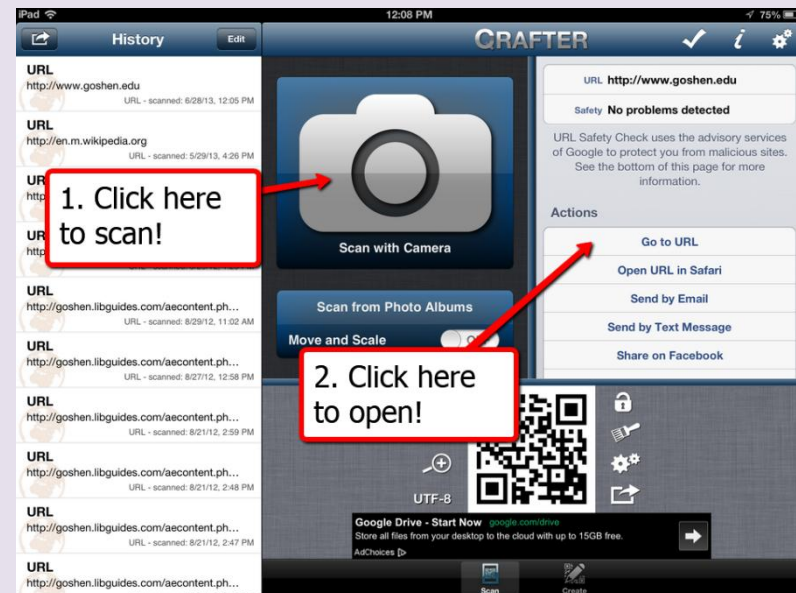 iPad
12:08 PM
75%
History
Edit
QRAFTER
i
URL
http://www.goshen.edu
URL - scanned: 6/28/13, 12:05 PM
URL
http://en.m.wikipedia.org
URL - scanned: 5/29/13, 4:26 PM
1. Click here
to scan!
URL
http://goshen.libguides.com/aecontent.ph...
URL - scanned: 8/29/12, 11:02 AM
URL
http://goshen.libguides.com/aecontent.ph...
URL - scanned: 8/27/12, 12:58 PM
URL
http://goshen.libguides.com/aecontent.ph...
URL - scanned: 8/21/12, 2:59 PM
URL
http://goshen.libguides.com/aecontent.ph...
URL - scanned: 8/21/12, 2:48 PM
URL
http://goshen.libguides.com/aecontent.ph...
URL - scanned: 8/21/12, 2:47 PM
URL
http://goshen.libguides.com/aecontent.ph...
Scan with Camera
Scan from Photo Albums
Move and Scale
2. Click here
to open!
URL http://www.goshen.edu
Safety No problems detected
URL Safety Check uses the advisory services
of Google to protect you from malicious sites.
See the bottom of this page for more
information.
Actions
Go to URL
Open URL in Safari
Send by Email
Send by Text Message
Share on Facebook
UTF-8
Google Drive - Start Now google.com/drive
Store all files from your desktop to the cloud with up to 15GB free.
AdChoices
Scan
Create